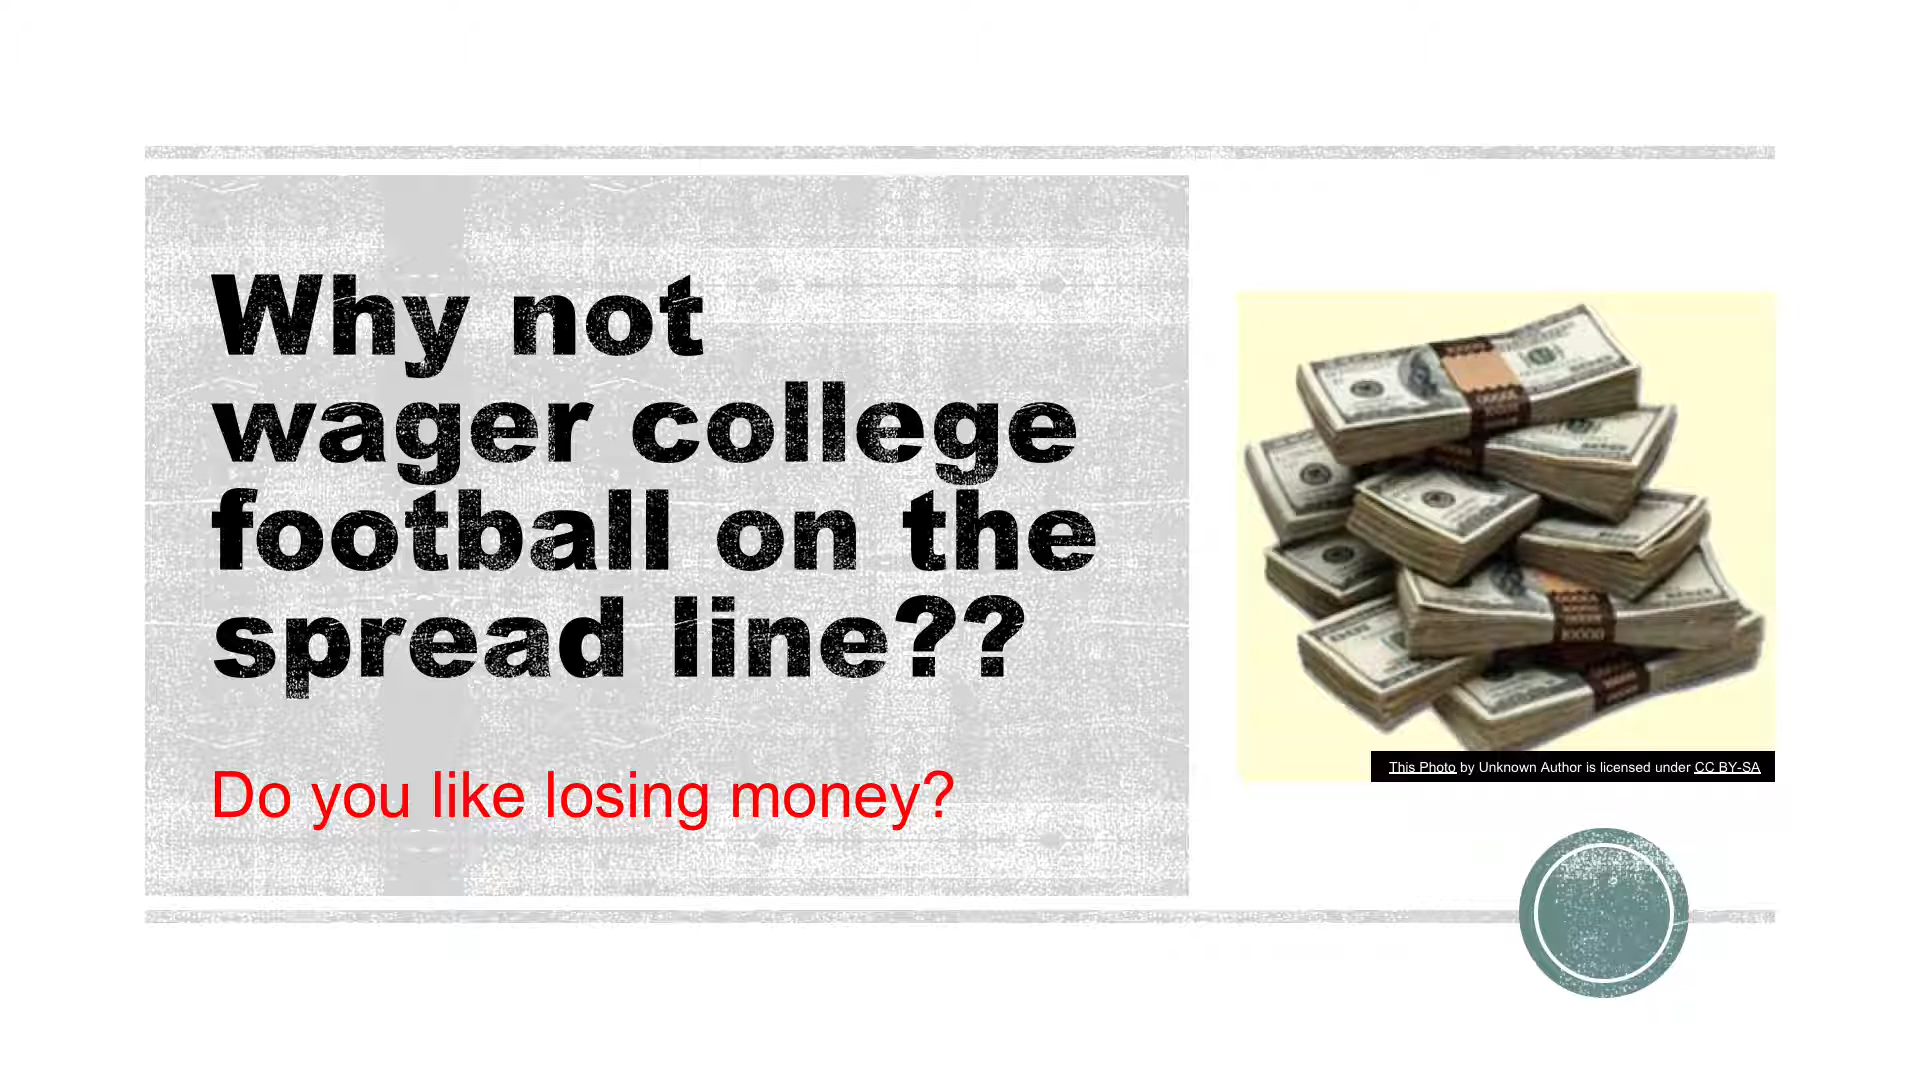 Why not
wager college
football on the
spread line??
Do you like losing money?
This Photo by Unknown Author is licensed under CC BY-SA